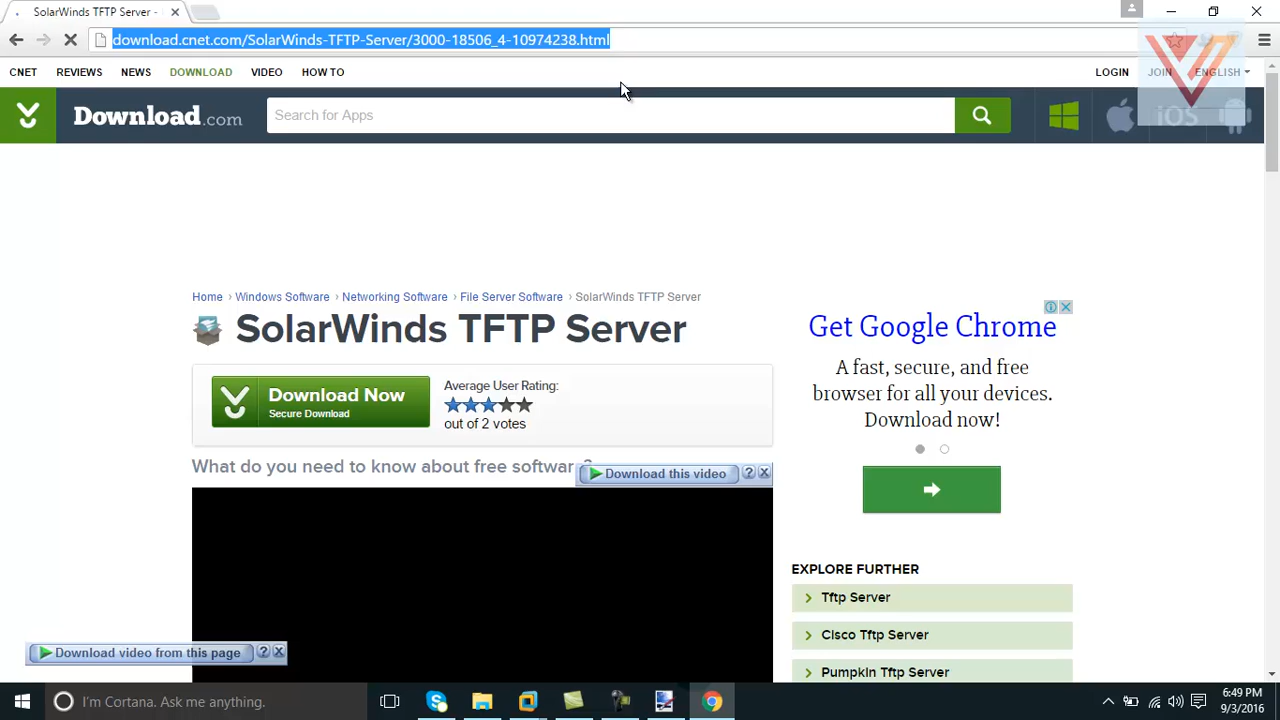 SolarWinds TFTP Server -
download.cnet.com/SolarWinds-TFTP-Server/3000-18506_4-10974238.html
CNET REVIEWS NEWS DOWNLOAD VIDEO HOW TO LOGIN JOIN ENGLISH
Download.com Search for Apps iOS
Home › Windows Software › Networking Software › File Server Software › SolarWinds TFTP Server
SolarWinds TFTP Server
Download Now
Secure Download
Average User Rating:
out of 2 votes
What do you need to know about free software?
Download this video ? X
Download video from this page ? X
Get Google Chrome
A fast, secure, and free
browser for all your devices.
Download now!
EXPLORE FURTHER
Tftp Server
Cisco Tftp Server
Pumpkin Tftp Server
I'm Cortana. Ask me anything.
6:49 PM
9/3/2016